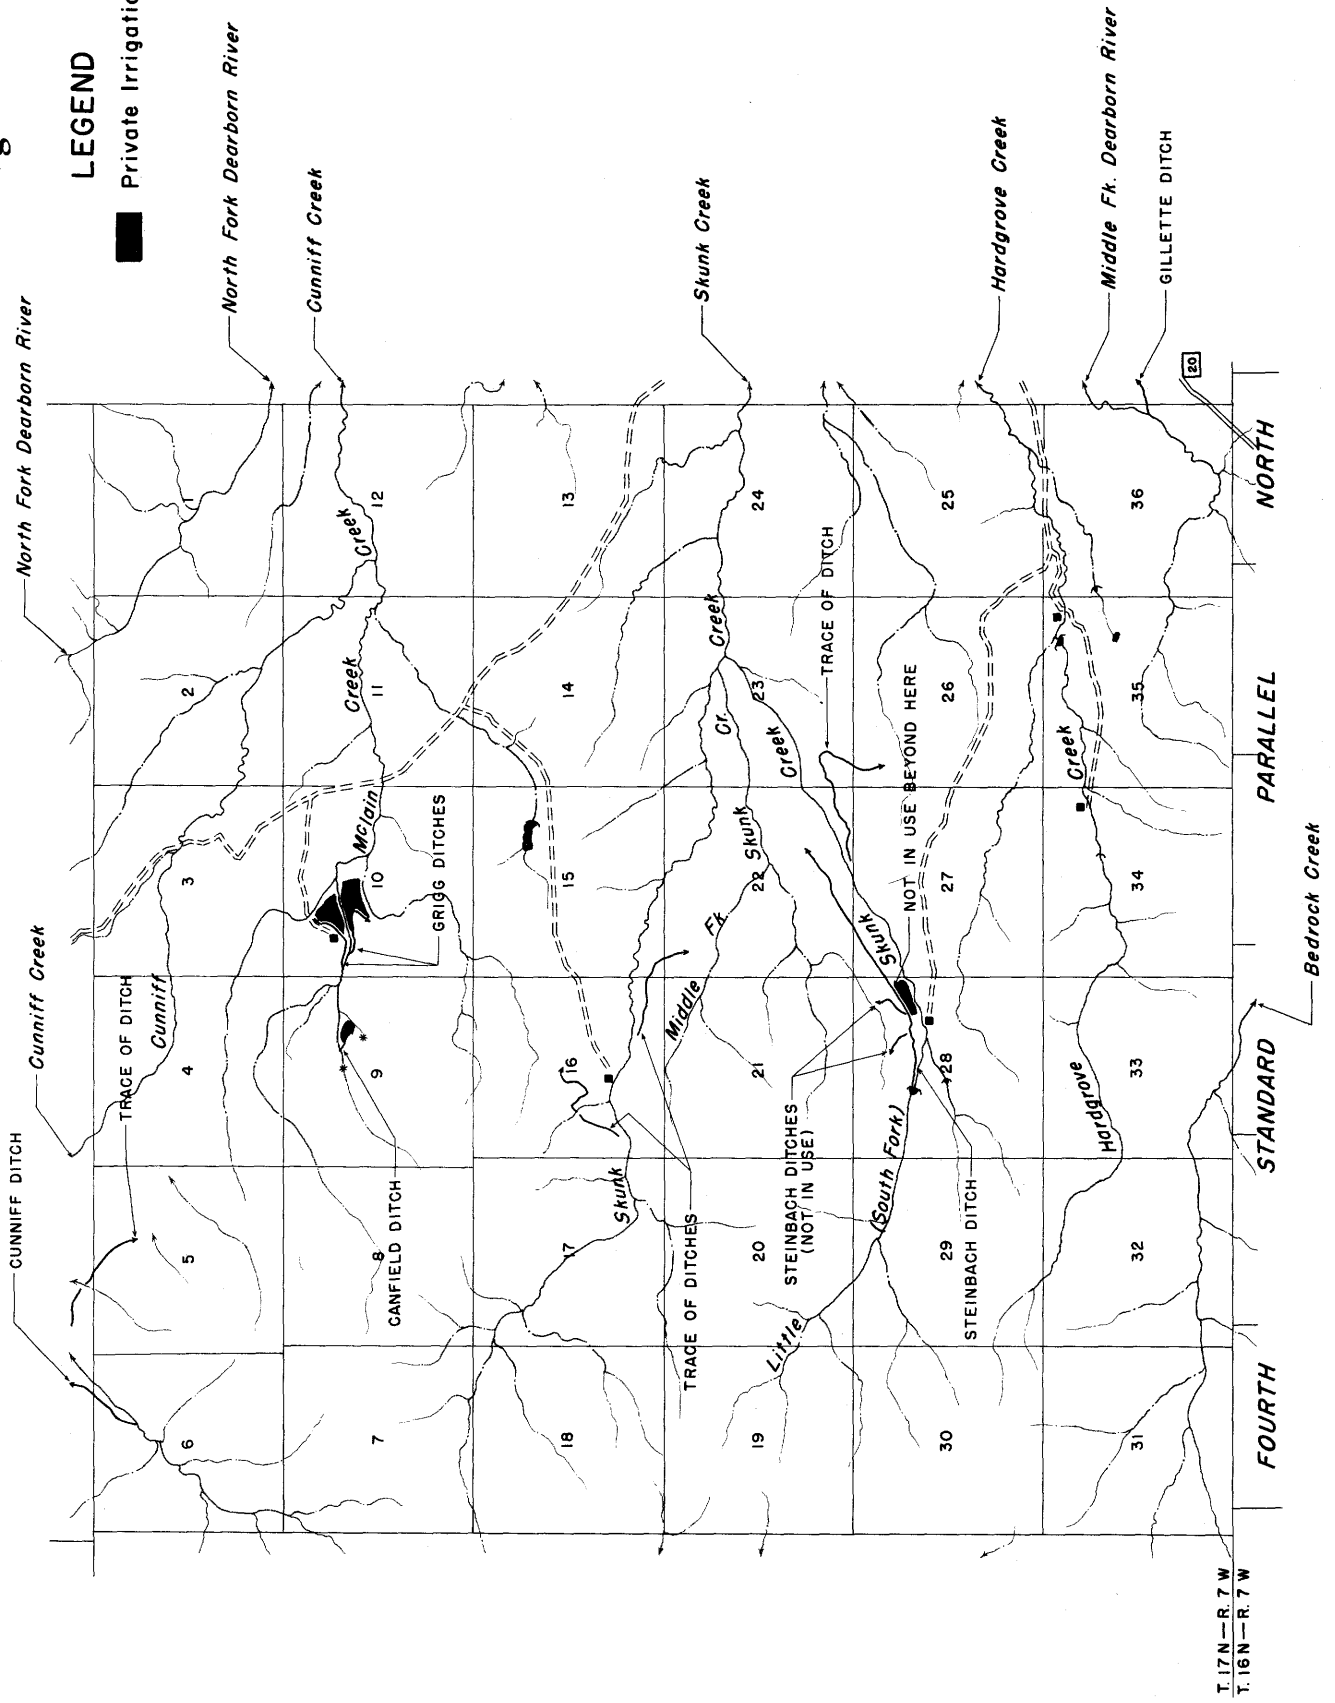 LEGEND
Private Irrigatio
North Fork Dearborn River
North Fork Dearborn River
Cunniff Creek
Skunk Creek
Hardgrove Creek
Middle Fk. Dearborn River
GILLETTE DITCH
20
Cunniff Creek
CUNNIFF DITCH
TRACE OF DITCH
Cunniff
Creek
Creek
McLain
GRIGG DITCHES
CANFIELD DITCH
Skunk
Creek
TRACE OF DITCHES
Middle
Fk
Skunk
Cr.
Creek
Little
(South Fork)
Skunk
TRACE OF DITCH
NOT IN USE BEYOND HERE
STEINBACH DITCHES
(NOT IN USE)
STEINBACH DITCH
Hardgrove
Creek
Bedrock Creek
6
5
4
3
2
1
7
8
9
10
11
12
18
17
16
15
14
13
19
20
21
22
23
24
30
29
28
27
26
25
31
32
33
34
35
36
FOURTH STANDARD PARALLEL NORTH
T. 17 N — R. 7 W
T. 16 N — R. 7 W